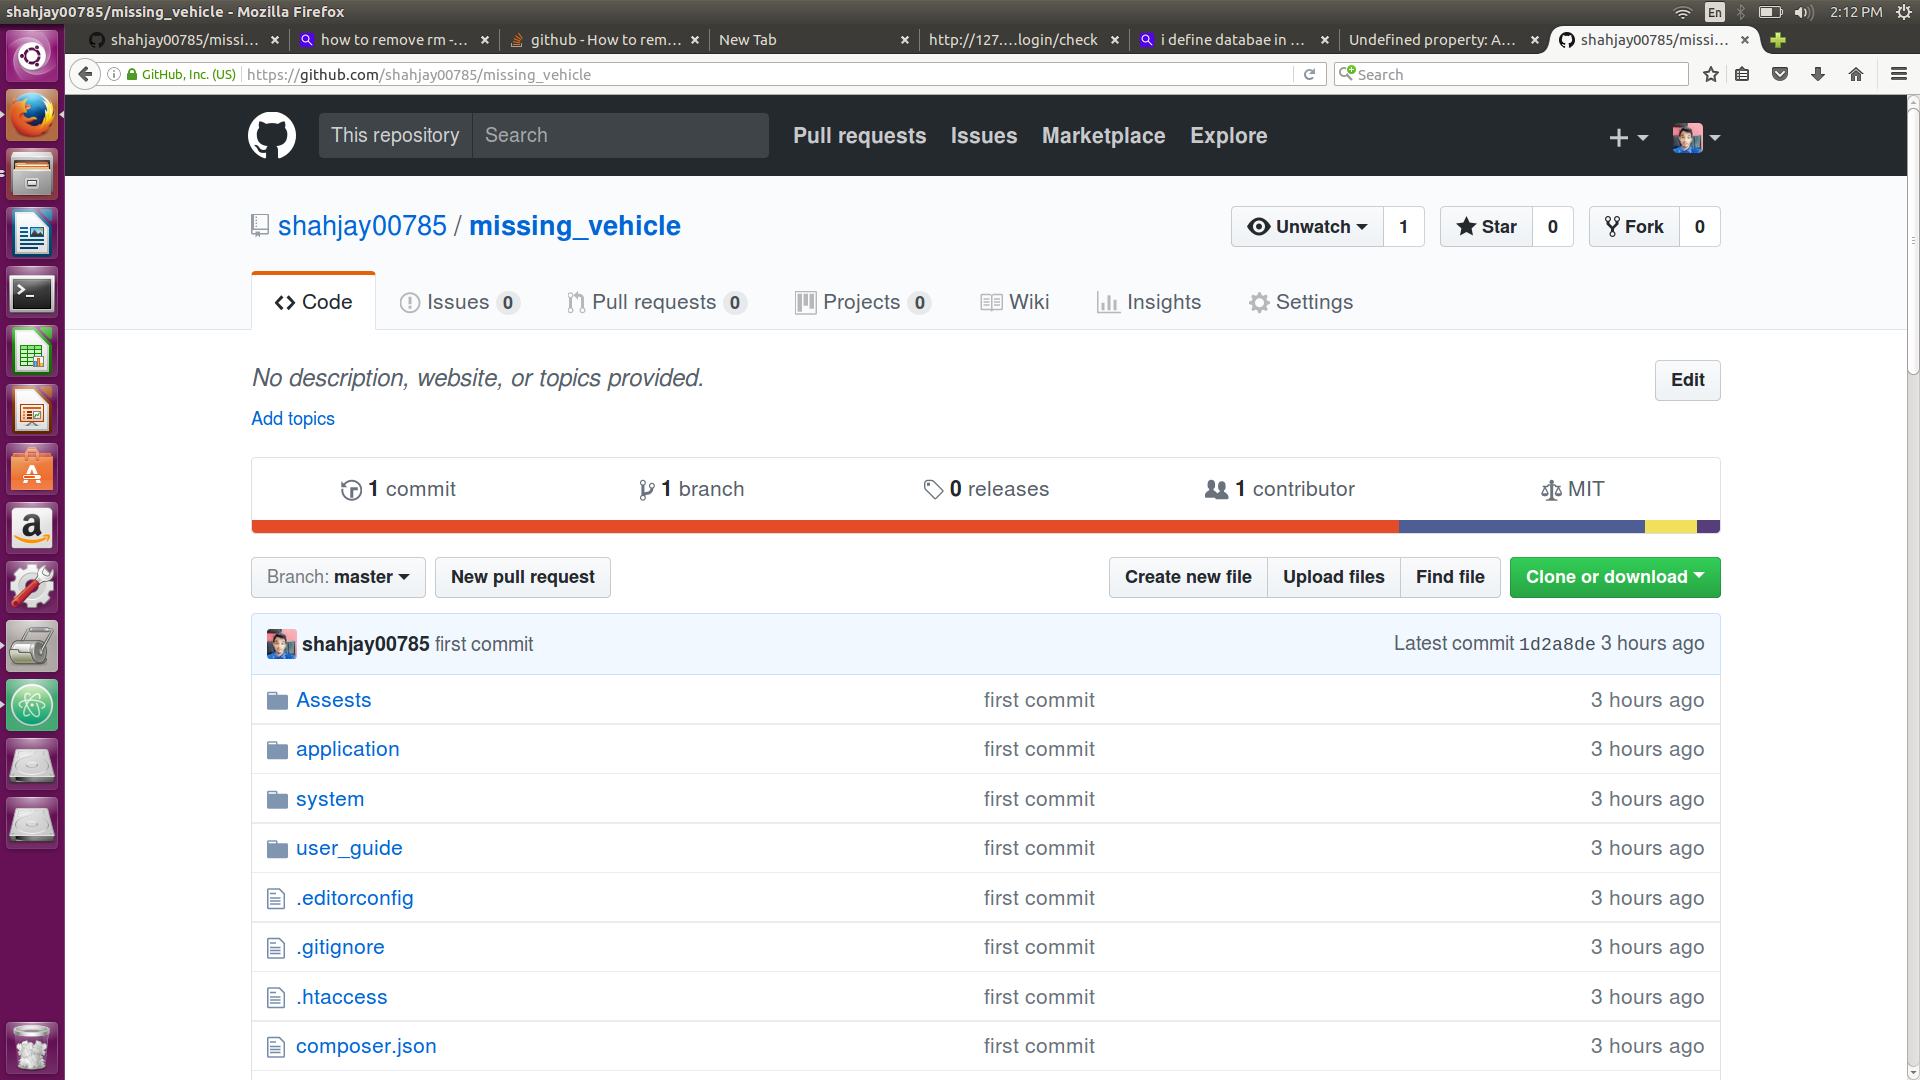 shahjay00785/missing_vehicle - Mozilla Firefox
En
2:12 PM
shahjay00785/missi...
how to remove rm -...
github - How to rem...
New Tab
http://127....login/check
i define databae in ...
Undefined property: A...
shahjay00785/missi...
GitHub, Inc. (US)
https://github.com/shahjay00785/missing_vehicle
Search
This repository
Search
Pull requests
Issues
Marketplace
Explore
shahjay00785 / missing_vehicle
Unwatch 1
Star 0
Fork 0
Code
Issues 0
Pull requests 0
Projects 0
Wiki
Insights
Settings
No description, website, or topics provided.
Edit
Add topics
1 commit
1 branch
0 releases
1 contributor
MIT
Branch: master
New pull request
Create new file
Upload files
Find file
Clone or download
shahjay00785 first commit
Latest commit 1d2a8de 3 hours ago
Assests first commit 3 hours ago
application first commit 3 hours ago
system first commit 3 hours ago
user_guide first commit 3 hours ago
.editorconfig first commit 3 hours ago
.gitignore first commit 3 hours ago
.htaccess first commit 3 hours ago
composer.json first commit 3 hours ago